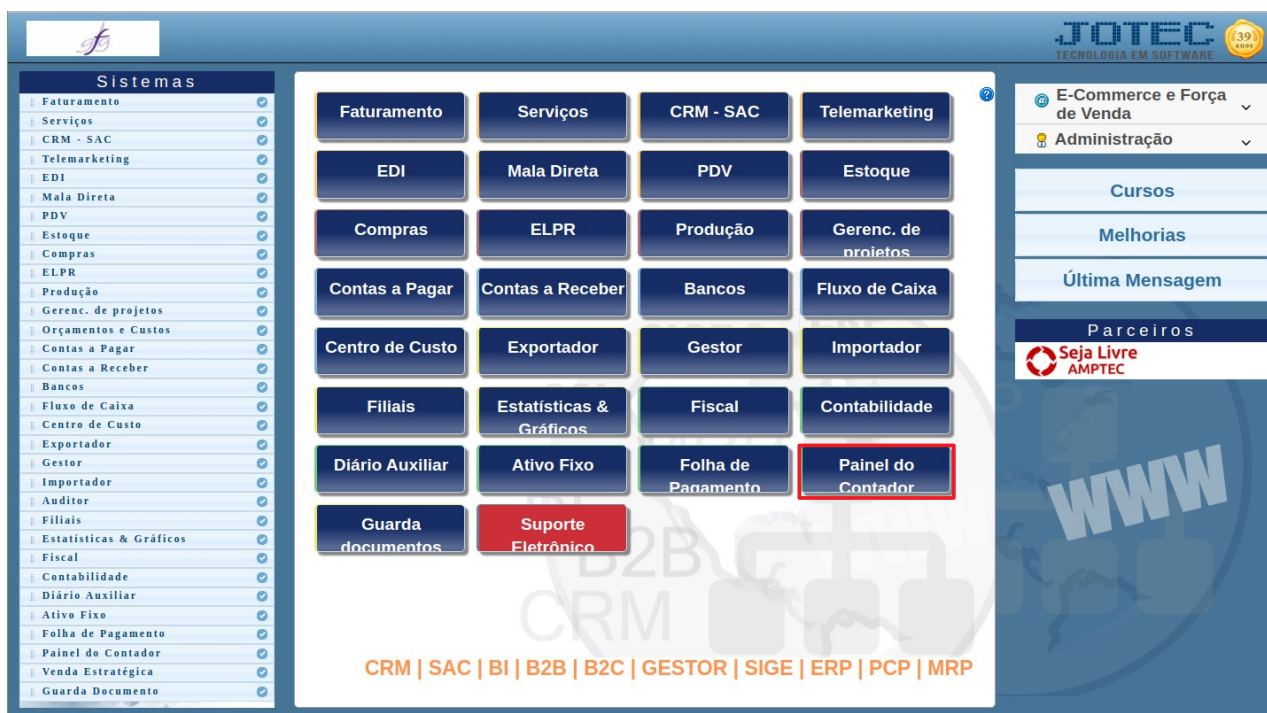 gfg
JOTEC
TECNOLOGIA EM SOFTWARE
39
anos
Sistemas
Faturamento
Serviços
CRM - SAC
Telemarketing
EDI
Mala Direta
PDV
Estoque
Compras
ELPR
Produção
Gerenc. de projetos
Orçamentos e Custos
Contas a Pagar
Contas a Receber
Bancos
Fluxo de Caixa
Centro de Custo
Exportador
Gestor
Importador
Auditor
Filiais
Estatísticas & Gráficos
Fiscal
Contabilidade
Diário Auxiliar
Ativo Fixo
Folha de Pagamento
Painel do Contador
Venda Estratégica
Guarda Documento
Faturamento
Serviços
CRM - SAC
Telemarketing
EDI
Mala Direta
PDV
Estoque
Compras
ELPR
Produção
Gerenc. de
projetos
Contas a Pagar
Contas a Receber
Bancos
Fluxo de Caixa
Centro de Custo
Exportador
Gestor
Importador
Filiais
Estatísticas &
Gráficos
Fiscal
Contabilidade
Diário Auxiliar
Ativo Fixo
Folha de
Pagamento
Painel do
Contador
Guarda
documentos
Suporte
Eletrônico
B2B
CRM
CRM | SAC | BI | B2B | B2C | GESTOR | SIGE | ERP | PCP | MRP
E-Commerce e Força
de Venda
Administração
Cursos
Melhorias
Última Mensagem
Parceiros
Seja Livre
AMPTEC
WWW